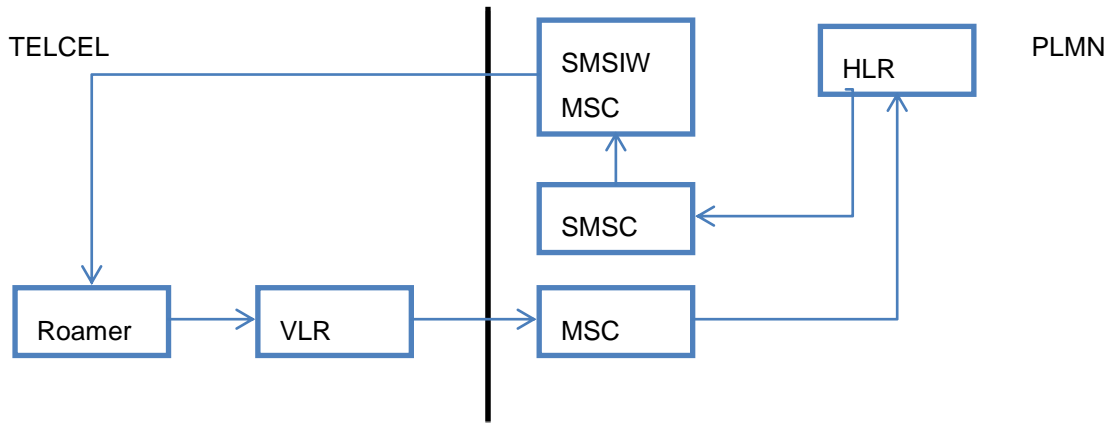 TELCEL
PLMN
SMSIW
MSC
HLR
SMSC
Roamer
VLR
MSC